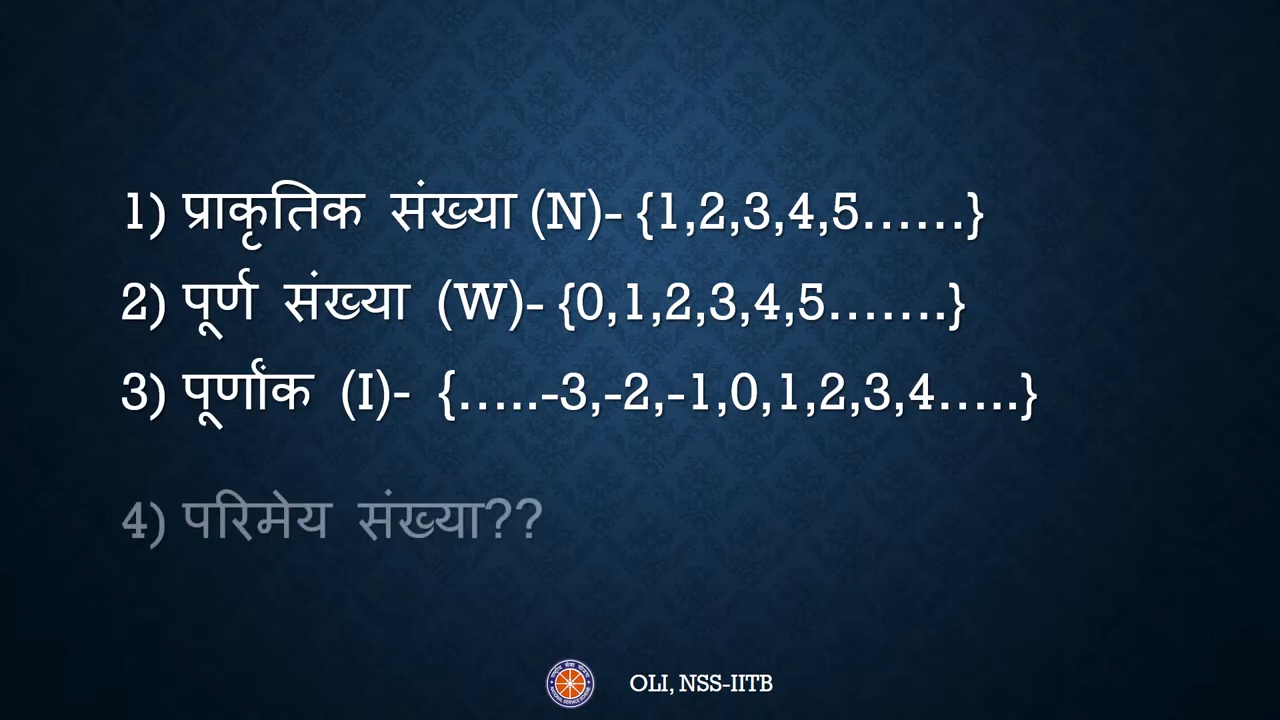 1) प्राकृतिक संख्या (N)- {1,2,3,4,5......}
2) पूर्ण संख्या (W)- {0,1,2,3,4,5.......}
3) पूर्णांक (I)- {.....-3,-2,-1,0,1,2,3,4.....}
4) परिमेय संख्या??
OLI, NSS-IITB